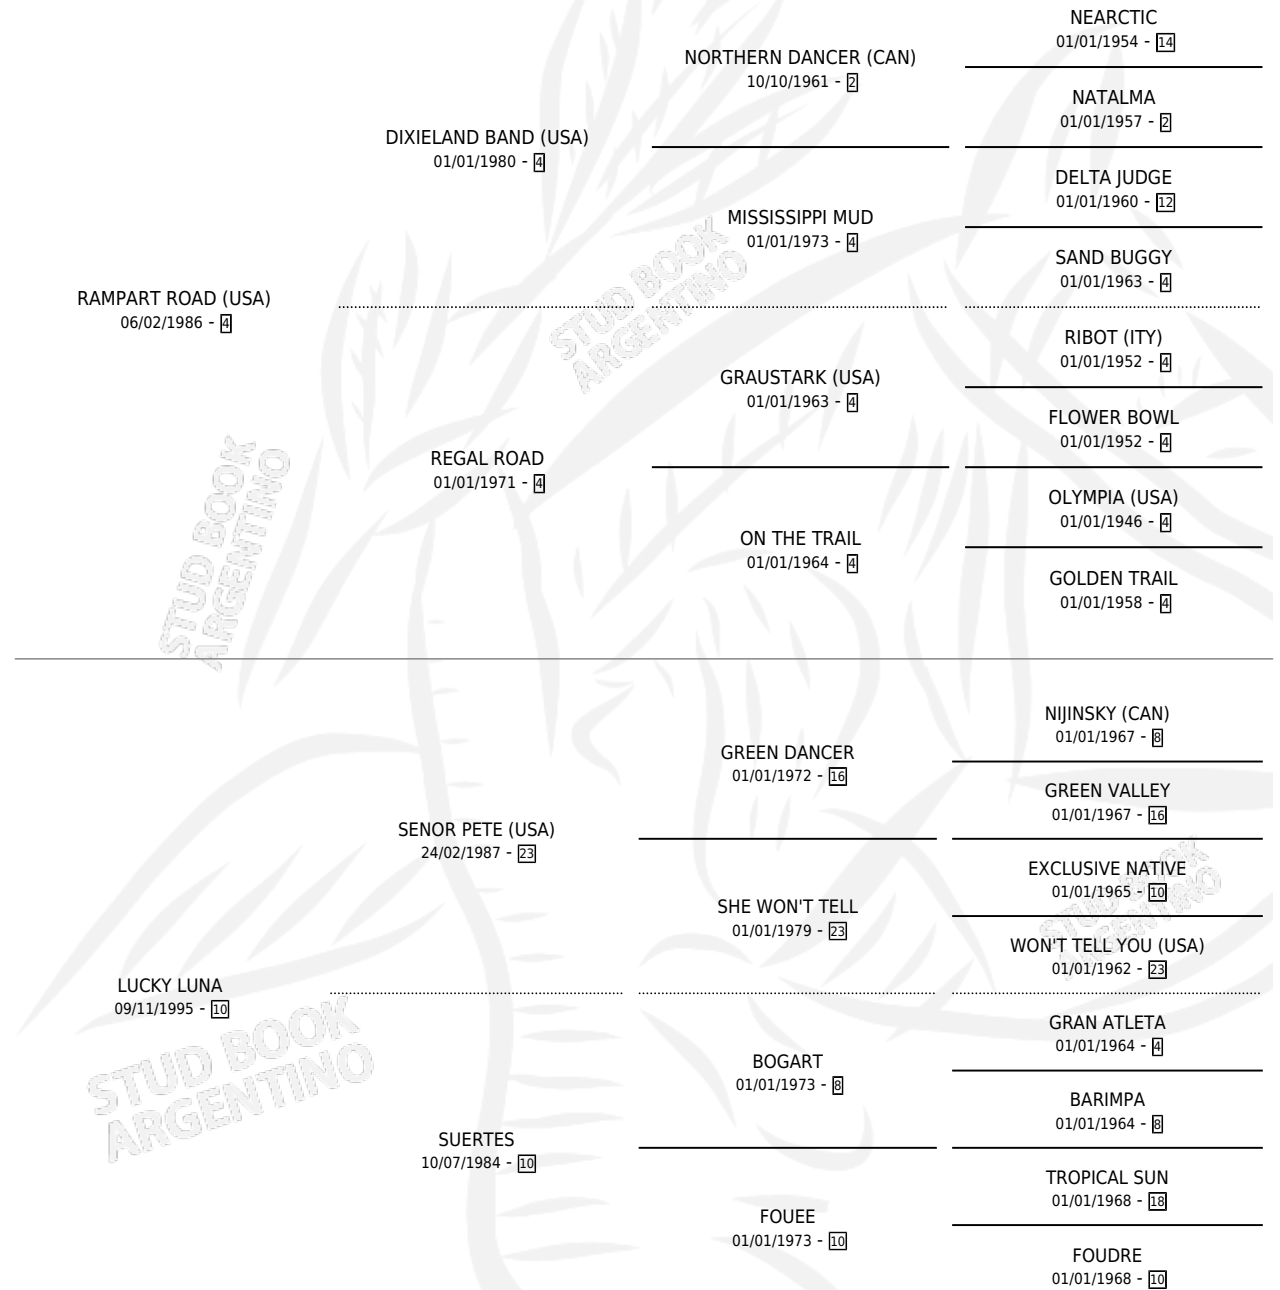 NEARCTIC
01/01/1954 - 14
NORTHERN DANCER (CAN)
10/10/1961 - 2
NATALMA
01/01/1957 - 2
DIXIELAND BAND (USA)
01/01/1980 - 4
DELTA JUDGE
01/01/1960 - 12
MISSISSIPPI MUD
01/01/1973 - 4
SAND BUGGY
01/01/1963 - 4
RAMPART ROAD (USA)
06/02/1986 - 4
RIBOT (ITY)
01/01/1952 - 4
GRAUSTARK (USA)
01/01/1963 - 4
FLOWER BOWL
01/01/1952 - 4
REGAL ROAD
01/01/1971 - 4
OLYMPIA (USA)
01/01/1946 - 4
ON THE TRAIL
01/01/1964 - 4
GOLDEN TRAIL
01/01/1958 - 4
NIJINSKY (CAN)
01/01/1967 - 8
GREEN DANCER
01/01/1972 - 16
GREEN VALLEY
01/01/1967 - 16
SENOR PETE (USA)
24/02/1987 - 23
EXCLUSIVE NATIVE
01/01/1965 - 10
SHE WON'T TELL
01/01/1979 - 23
WON'T TELL YOU (USA)
01/01/1962 - 23
LUCKY LUNA
09/11/1995 - 10
GRAN ATLETA
01/01/1964 - 4
BOGART
01/01/1973 - 8
BARIMPA
01/01/1964 - 8
SUERTES
10/07/1984 - 10
TROPICAL SUN
01/01/1968 - 18
FOUEE
01/01/1973 - 10
FOUDRE
01/01/1968 - 10
STUD BOOK
ARGENTINO
STUD BOOK
ARGENTINO
STUD BOOK
ARGENTINO
STUD BOOK
ARGENTINO